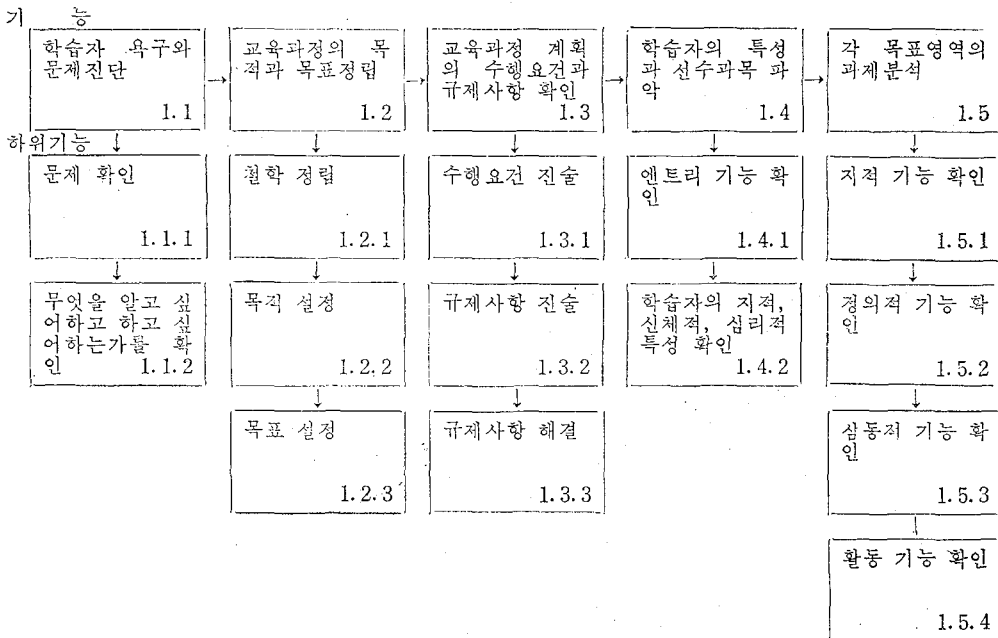 기 능
학습자 욕구와
문제진단
1.1
→
교육과정의 목
적과 목표정립
1.2
→
교육과정 계획
의 수행요건과
규제사항 확인
1.3
→
학습자의 특성
과 선수과목 파
악
1.4
→
각 목표영역의
과제분석
1.5
하위기능
↓
문제 확인
1.1.1
↓
무엇을 알고 싶
어하고 하고 싶
어하는가를 확
인
1.1.2
↓
철학 정립
1.2.1
↓
목적 설정
1.2.2
↓
목표 설정
1.2.3
↓
수행요건 진술
1.3.1
↓
규제사항 진술
1.3.2
↓
규제사항 해결
1.3.3
↓
엔트리 기능 확
인
1.4.1
↓
학습자의 지적,
신체적, 심리적
특성 확인
1.4.2
↓
지적 기능 확인
1.5.1
↓
정의적 기능 확
인
1.5.2
↓
심동적 기능 확
인
1.5.3
↓
활동 기능 확인
1.5.4